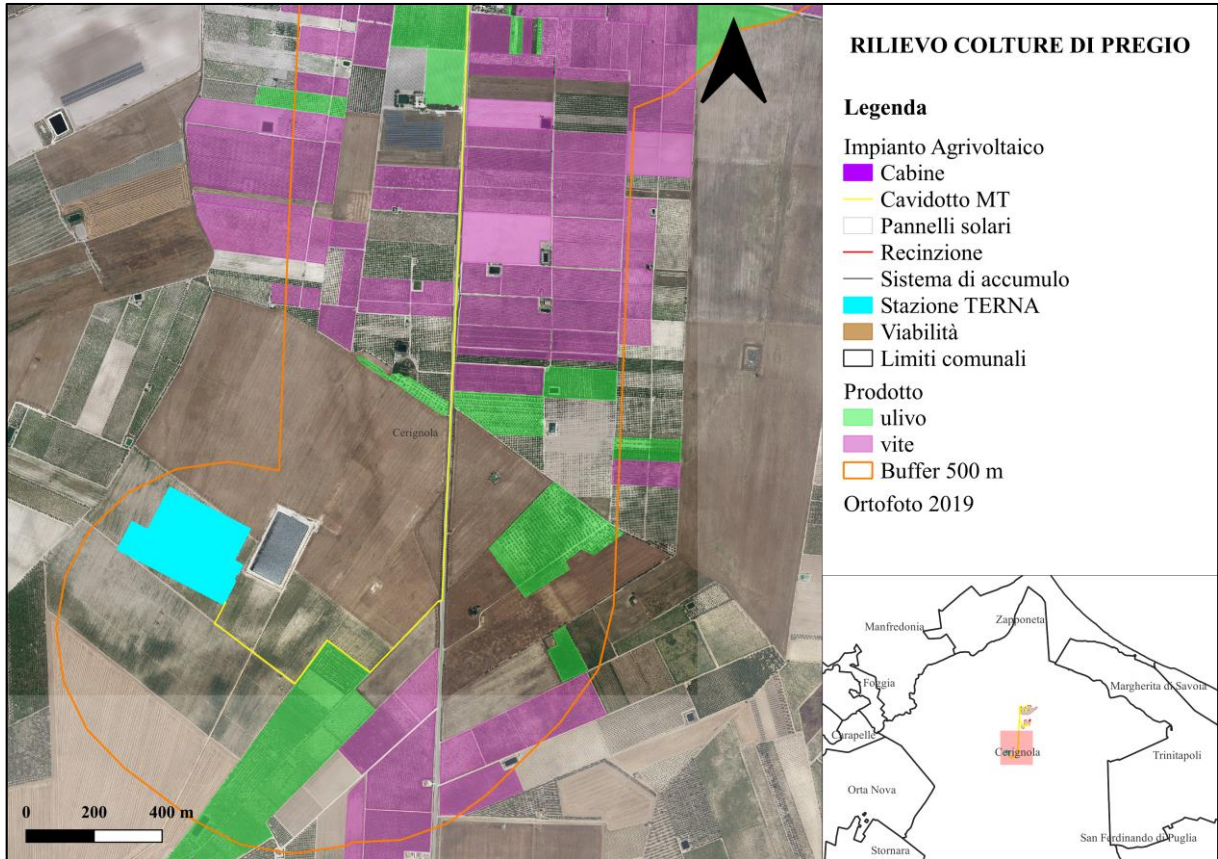 RILIEVO COLTURE DI PREGIO
Legenda
Impianto Agrivoltaico
Cabine
Cavidotto MT
Pannelli solari
Recinzione
Sistema di accumulo
Stazione TERNA
Viabilità
Limiti comunali
Prodotto
ulivo
vite
Buffer 500 m
Ortofoto 2019
Cerignola
0 200 400 m
Manfredonia
Zapponeta
Foggia
Margherita di Savoia
Carapelle
Cerignola
Trinitapoli
Orta Nova
San Ferdinando di Puglia
Stornara